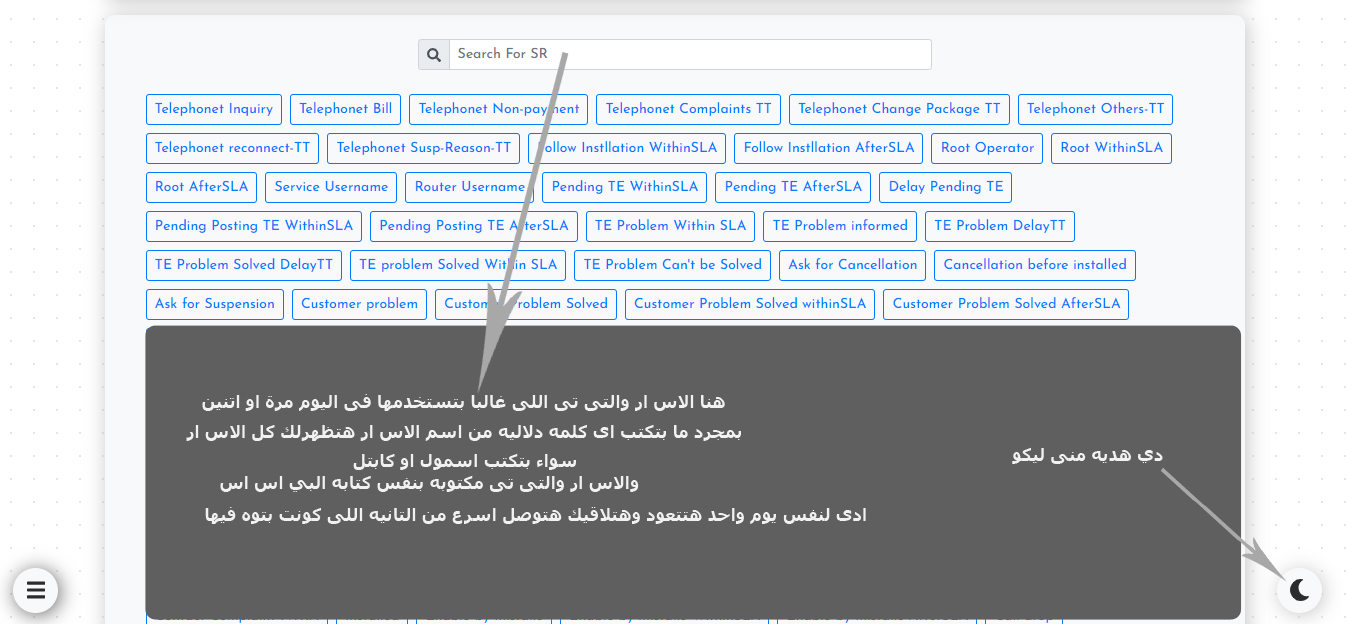 Search For SR
Telephonet Inquiry Telephonet Bill Telephonet Non-payment Telephonet Complaints TT Telephonet Change Package TT Telephonet Others-TT
Telephonet reconnect-TT Telephonet Susp-Reason-TT Follow Instllation WithinSLA Follow Instllation AfterSLA Root Operator Root WithinSLA
Root AfterSLA Service Username Router Username Pending TE WithinSLA Pending TE AfterSLA Delay Pending TE
Pending Posting TE WithinSLA Pending Posting TE AfterSLA TE Problem Within SLA TE Problem informed TE Problem DelayTT
TE Problem Solved DelayTT TE problem Solved Within SLA TE Problem Can't be Solved Ask for Cancellation Cancellation before installed
Ask for Suspension Customer problem Customer Problem Solved Customer Problem Solved withinSLA Customer Problem Solved AfterSLA
هنا الاس ار والتى تى اللى غالبا بتستخدمها فى اليوم مرة او اتنين
بمجرد ما بتكتب اى كلمه دلاليه من اسم الاس ار هتظهرلك كل الاس ار
دي هديه منى ليكو
سواء بتكتب اسمول او كابتل
والاس ار والتى تى مكتوبه بنفس كتابه البي اس اس
ادى لنفس يوم واحد هتتعود وهتلاقيك هتوصل اسرع من التانيه اللى كونت بتوه فيها